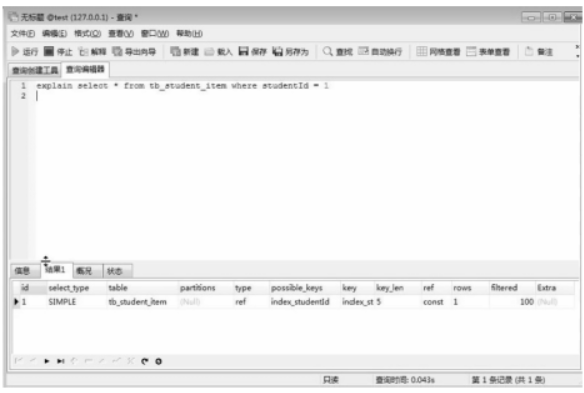 无标题 @test (127.0.0.1) - 查询 *
文件(F) 编辑(E) 格式(O) 查看(V) 窗口(W) 帮助(H)
运行 停止 解释 导出向导 新建 载入 保存 另存为 查找 自动换行 网格查看 表单查看 备注
查询创建工具 查询编辑器
1 explain select * from tb_student_item where studentId = 1
2
信息 结果1 概况 状态
id select_type table partitions type possible_keys key key_len ref rows filtered Extra
1 SIMPLE tb_student_item (Null) ref index_studentId index_st 5 const 1 100 (Null)
只读 查询时间: 0.043s 第 1 条记录 (共 1 条)